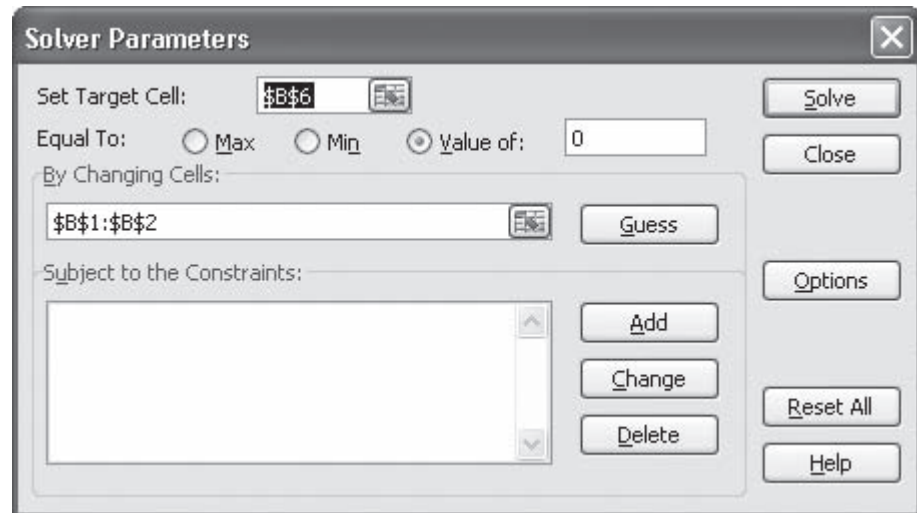 Solver Parameters
Set Target Cell: $B$6
Solve
Equal To: Max Min Value of: 0
Close
By Changing Cells:
$B$1:$B$2
Guess
Subject to the Constraints:
Options
Add
Change
Reset All
Delete
Help